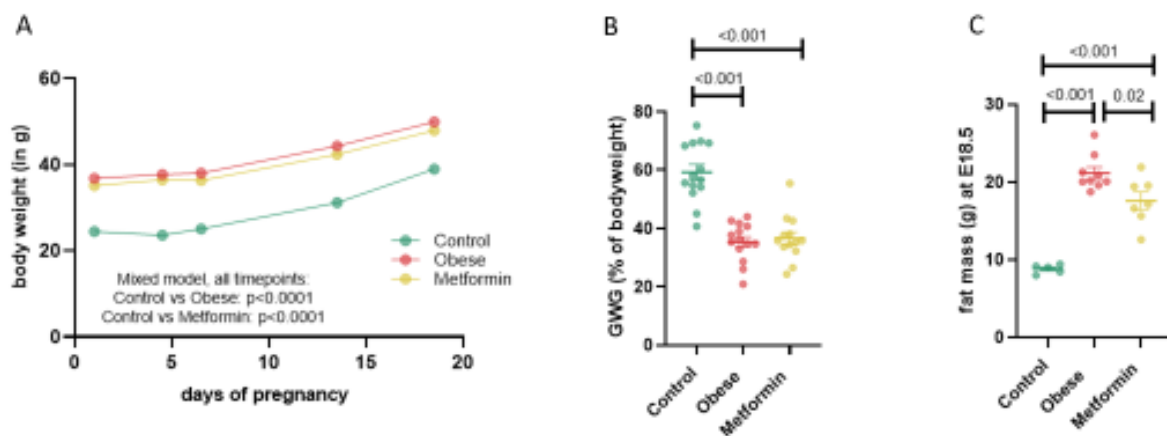 A
60
40
20
0
body weight (in g)
Control
Obese
Metformin
Mixed model, all timepoints:
Control vs Obese: p<0.0001
Control vs Metformin: p<0.0001
0 5 10 15 20
days of pregnancy
B
<0.001
<0.001
80
60
40
20
0
GWG (% of bodyweight)
Control
Obese
Metformin
C
<0.001
<0.001 0.02
30
20
10
0
fat mass (g) at E18.5
Control
Obese
Metformin